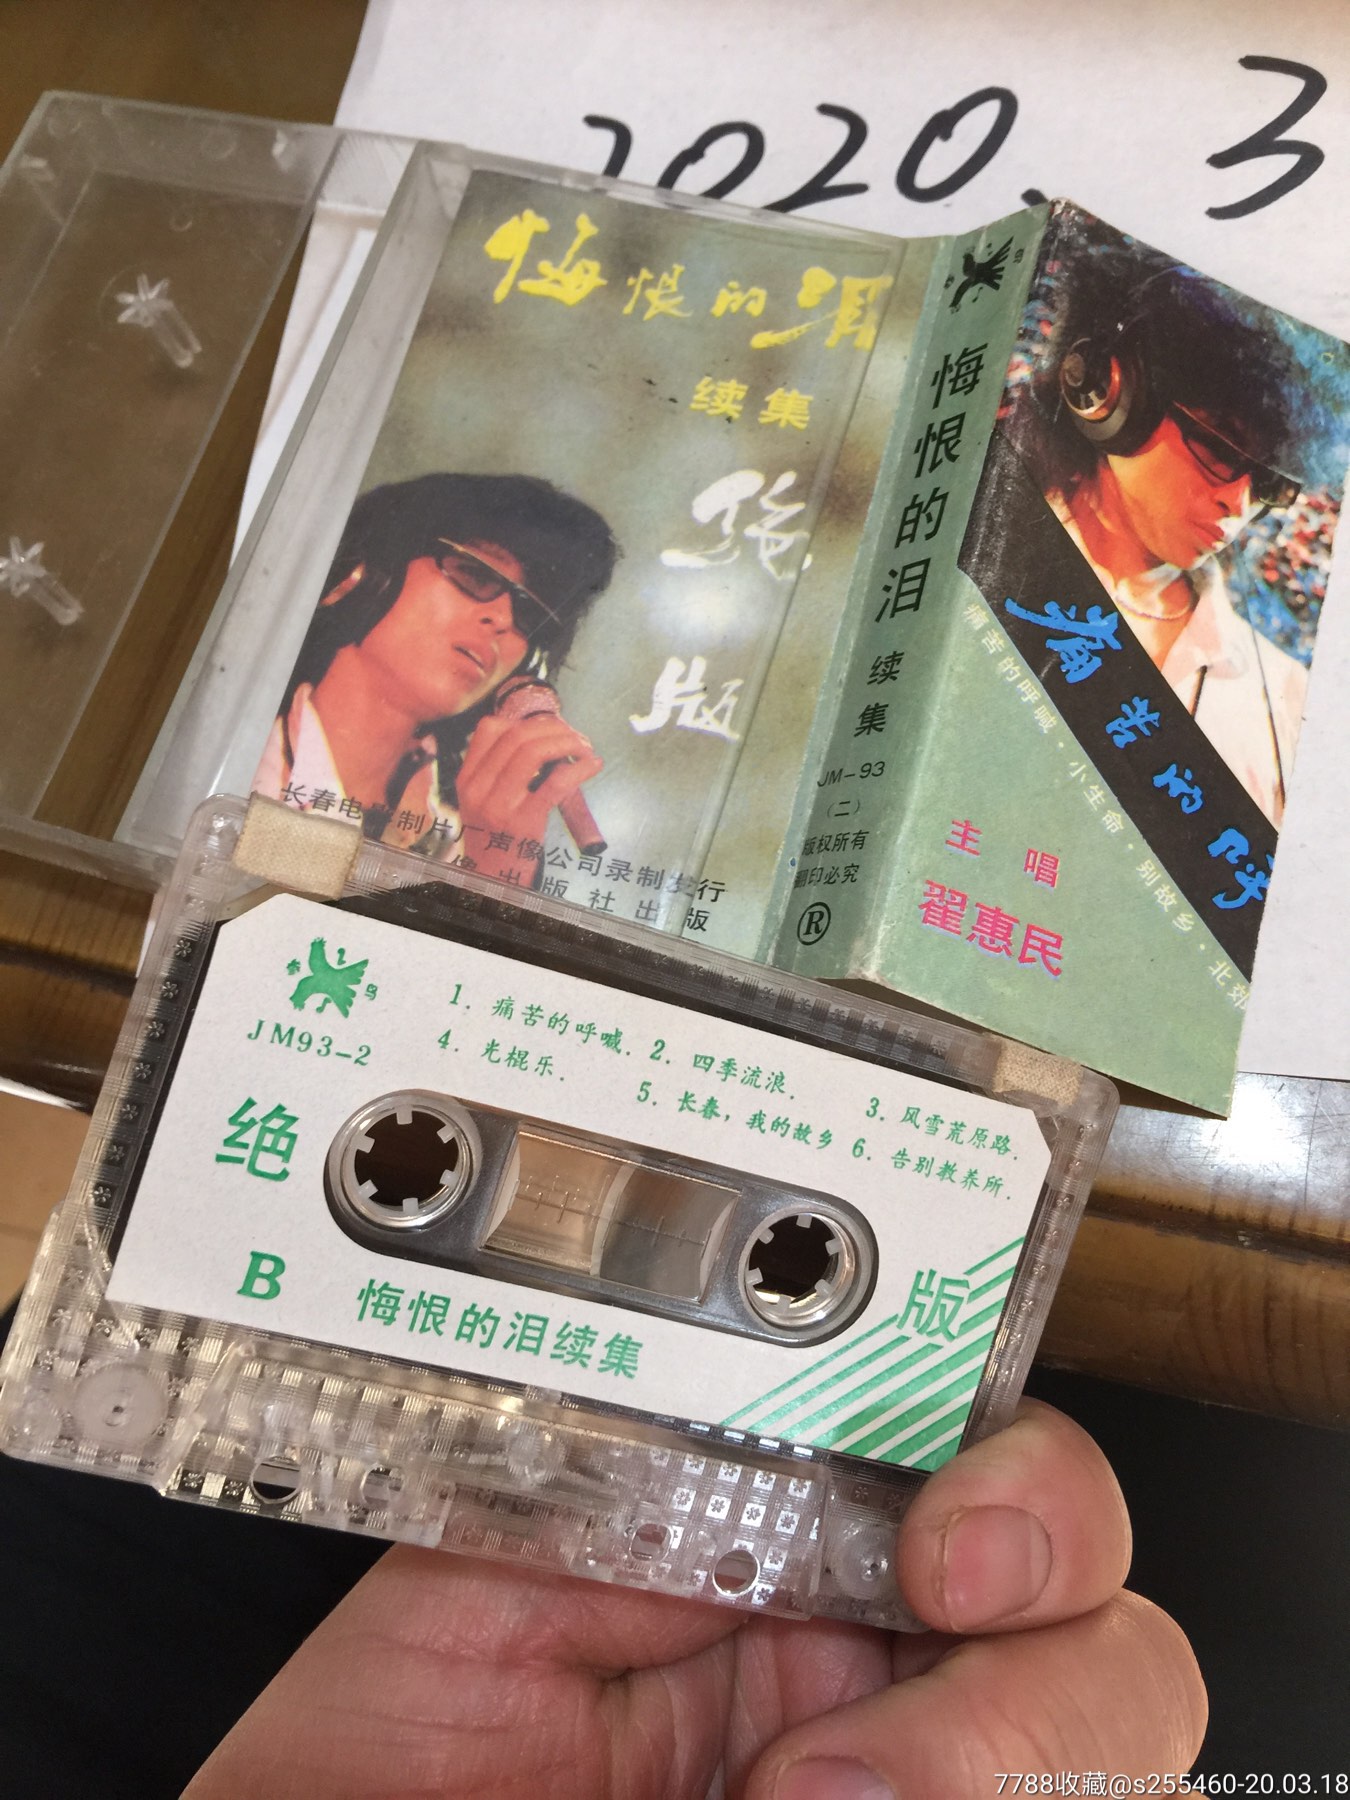 2020. 3
悔恨的泪
续集
绝
版
长春电影制片厂声像公司录制发行
像出版社出版
悔恨的泪
续集
JM-93
(二)
版权所有
翻印必究
®
痛苦的呼
痛苦的呼喊·小生命·别故乡·北郊
主唱
翟惠民
JM93-2
1. 痛苦的呼喊. 2. 四季流浪. 3. 风雪荒原路.
4. 光棍乐. 5. 长春，我的故乡 6. 告别教养所.
绝
版
B 悔恨的泪续集
7788收藏@s255460-20.03.18